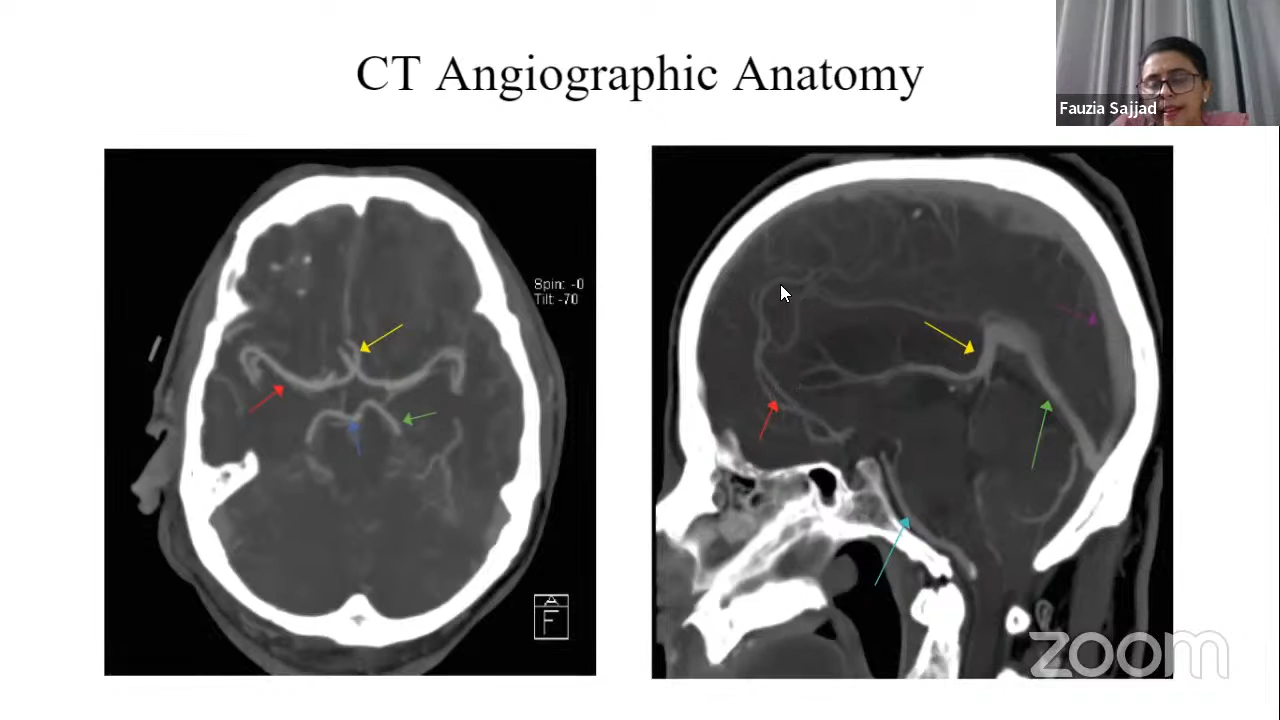 CT Angiographic Anatomy
Fauzia Sajjad
Spin: -0
Tilt: -70
A
F
zoom